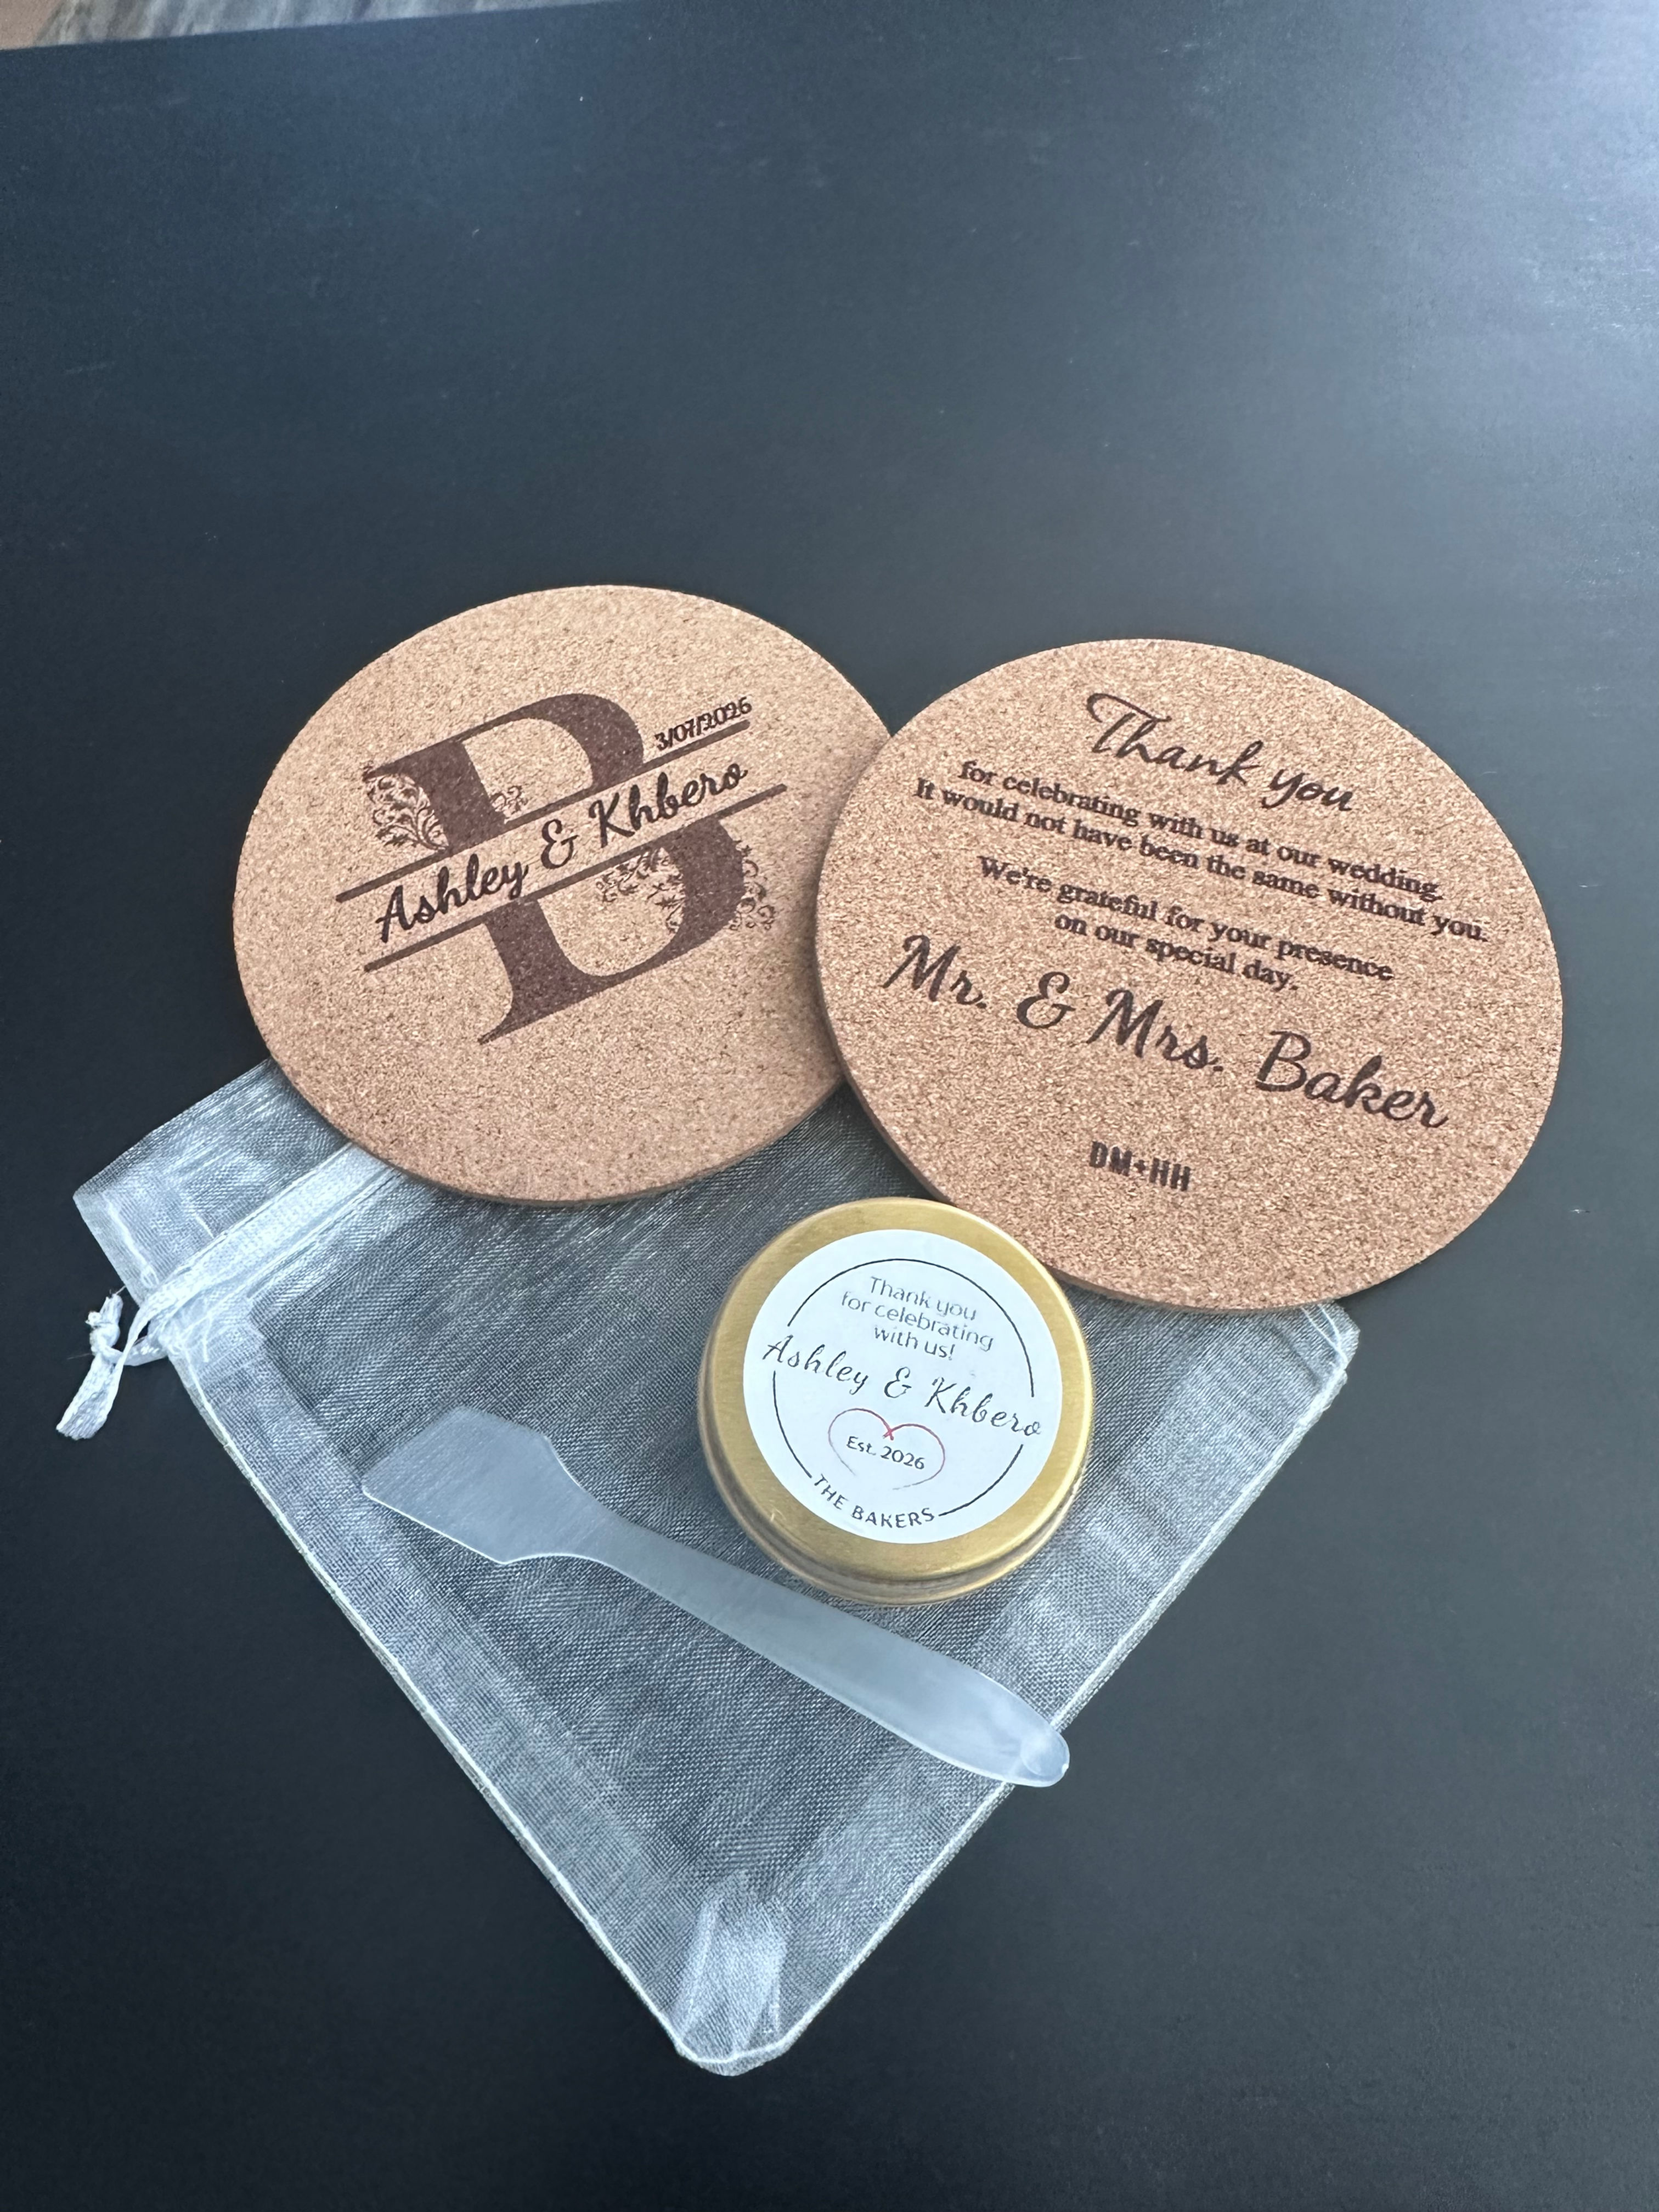 B
3/07/2026
Ashley & Khbero
Thank you
for celebrating with us at our wedding.
It would not have been the same without you.
We're grateful for your presence
on our special day.
Mr. & Mrs. Baker
DM+HH
Thank you
for celebrating
with us!
Ashley & Khbero
Est. 2026
THE BAKERS